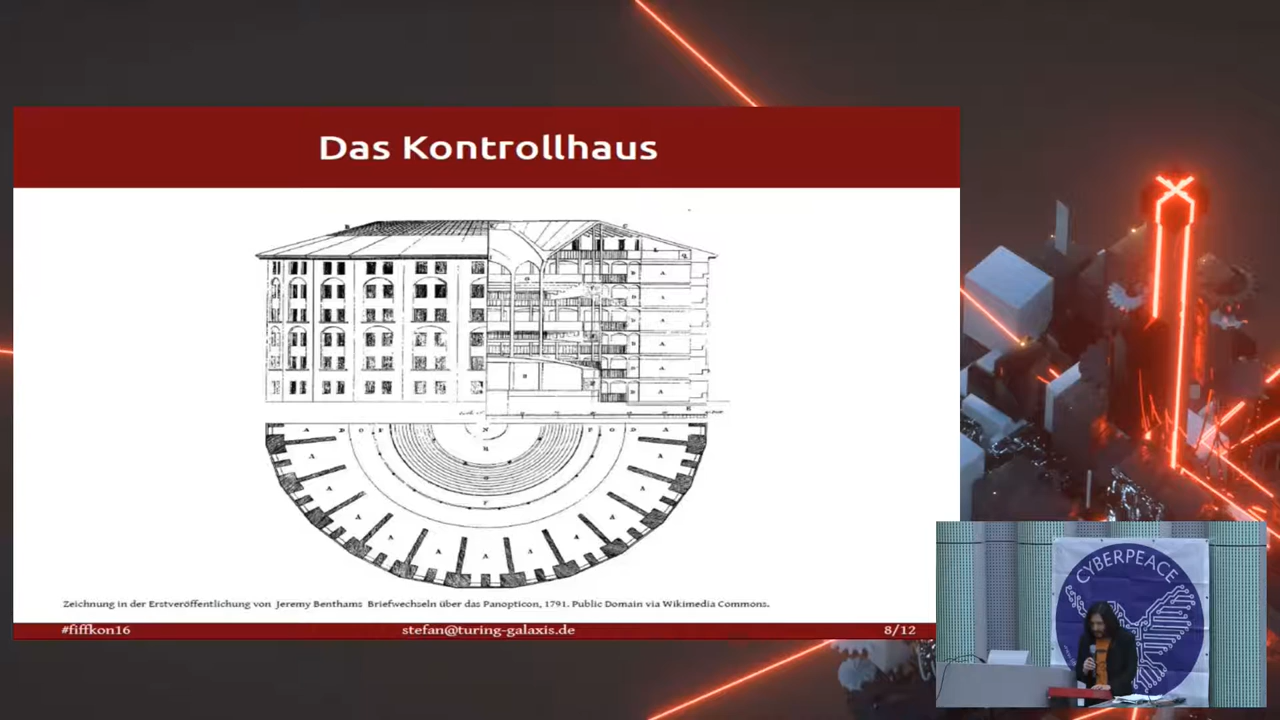 Das Kontrollhaus
Zeichnung in der Erstveröffentlichung von Jeremy Benthams Briefwechseln über das Panopticon, 1791. Public Domain via Wikimedia Commons.
#fiffkon16
stefan@turing-galaxis.de
8/12
CYBERPEACE